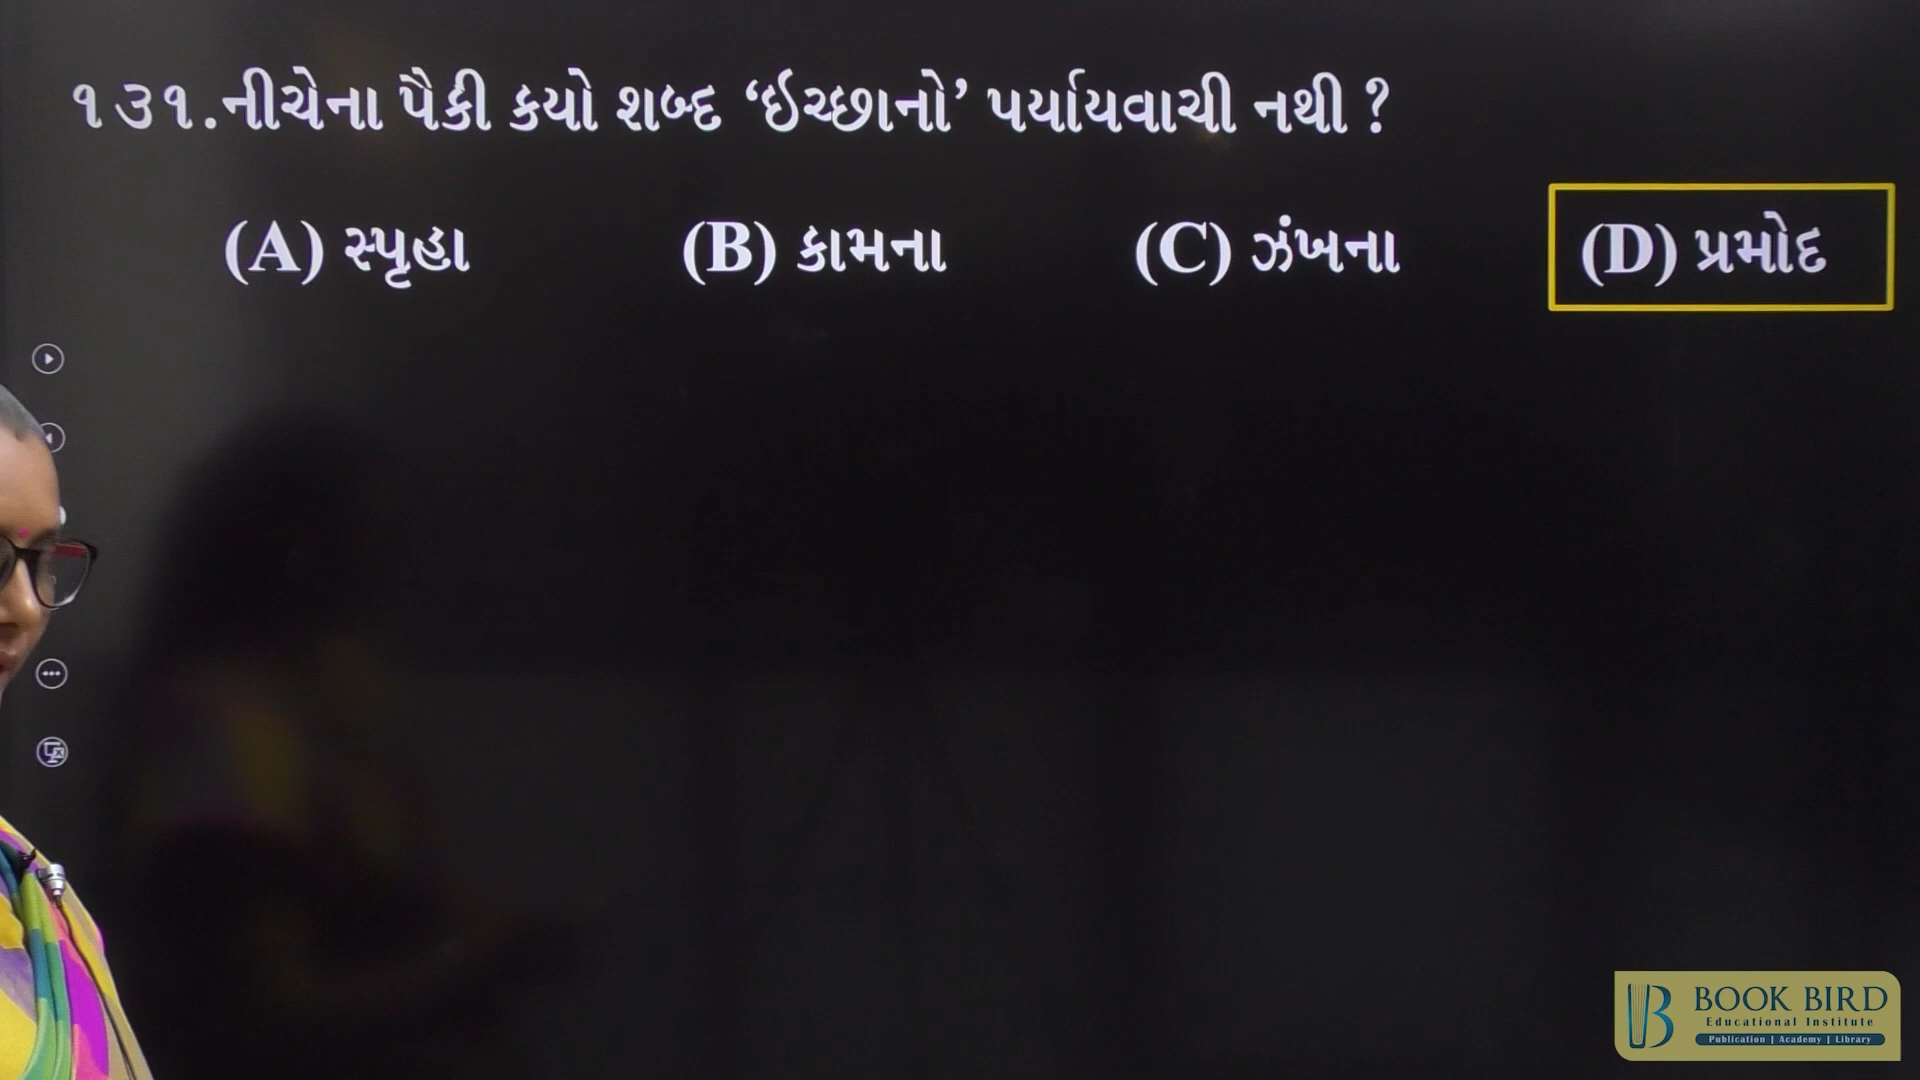 ૧૩૧.નીચેના પૈકી કયો શબ્દ ‘ઇચ્છાનો’ પર્યાયવાચી નથી ?
(A) સ્પૃહા (B) કામના (C) ઝંખના (D) પ્રમોદ
BOOK BIRD
Educational Institute
Publication | Academy | Library